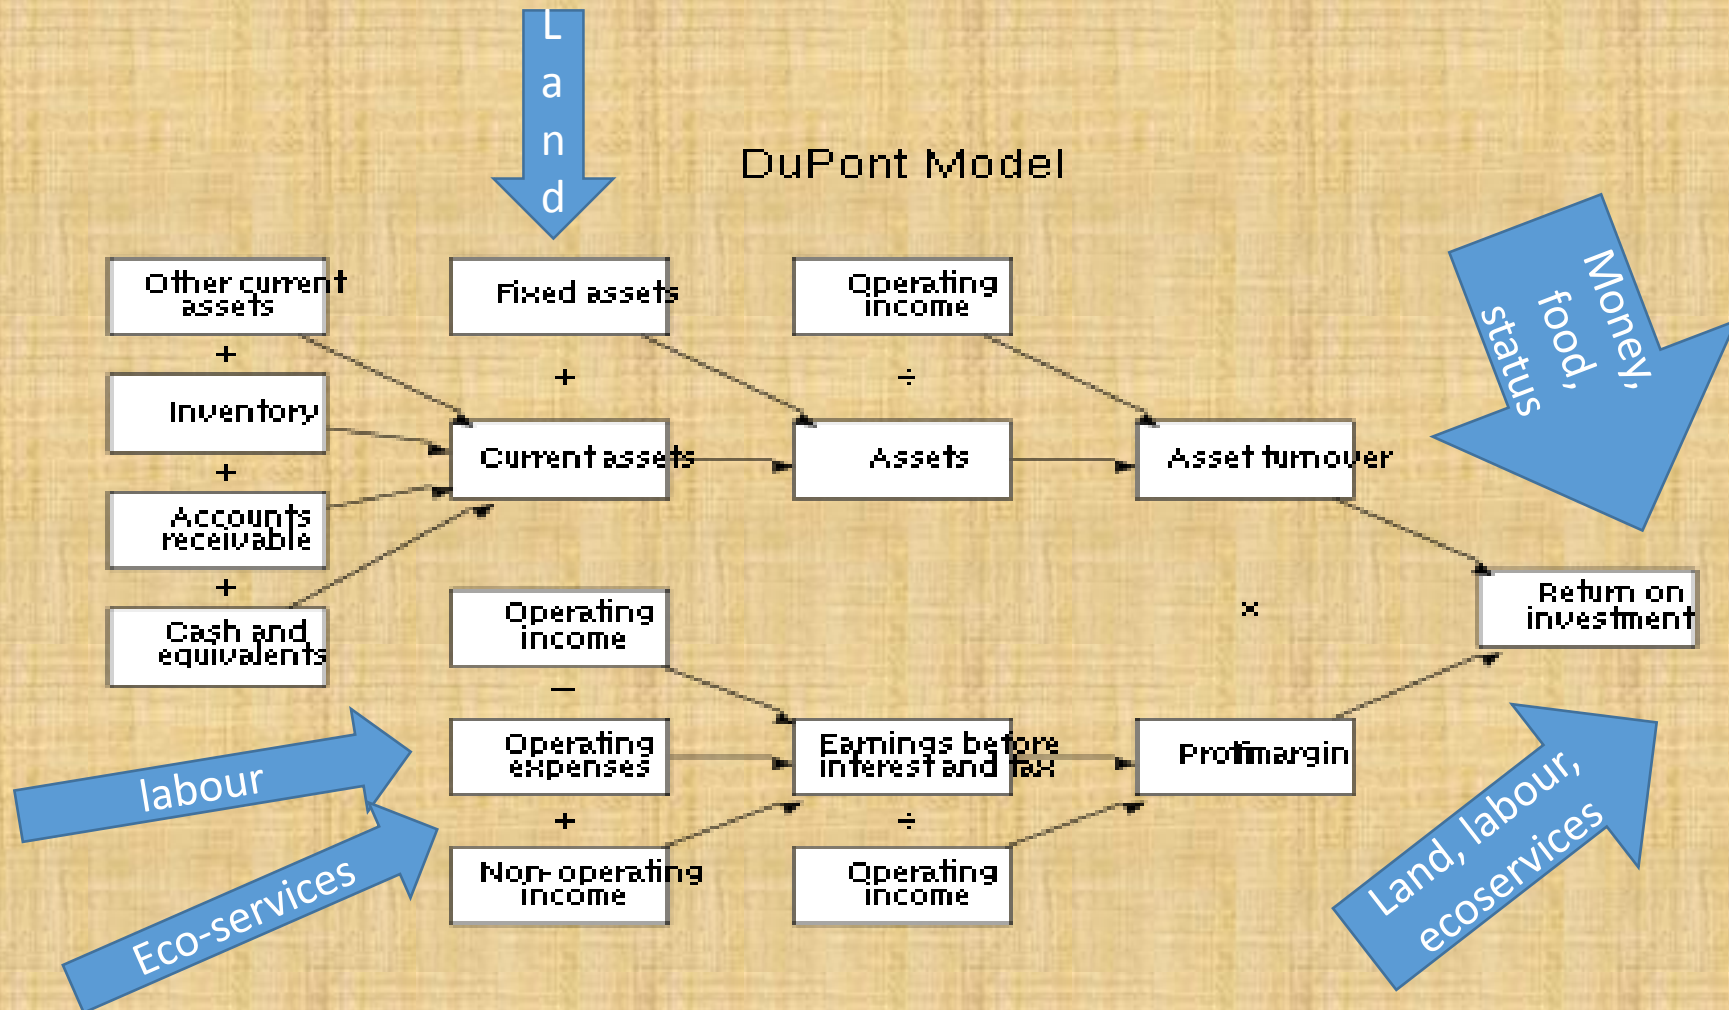 L
a
n
d
DuPont Model
Money,
food,
status
Other current
assets
Fixed assets
Operating
income
+
+
÷
Inventory
Current assets
Assets
Asset turnover
+
Accounts
receivable
+
Cash and
equivalents
Operating
income
×
Return on
investment
−
Operating
expenses
Earnings before
interest and tax
Profit margin
labour
+
÷
Eco-services
Non-operating
income
Operating
income
Land, labour,
ecoservices